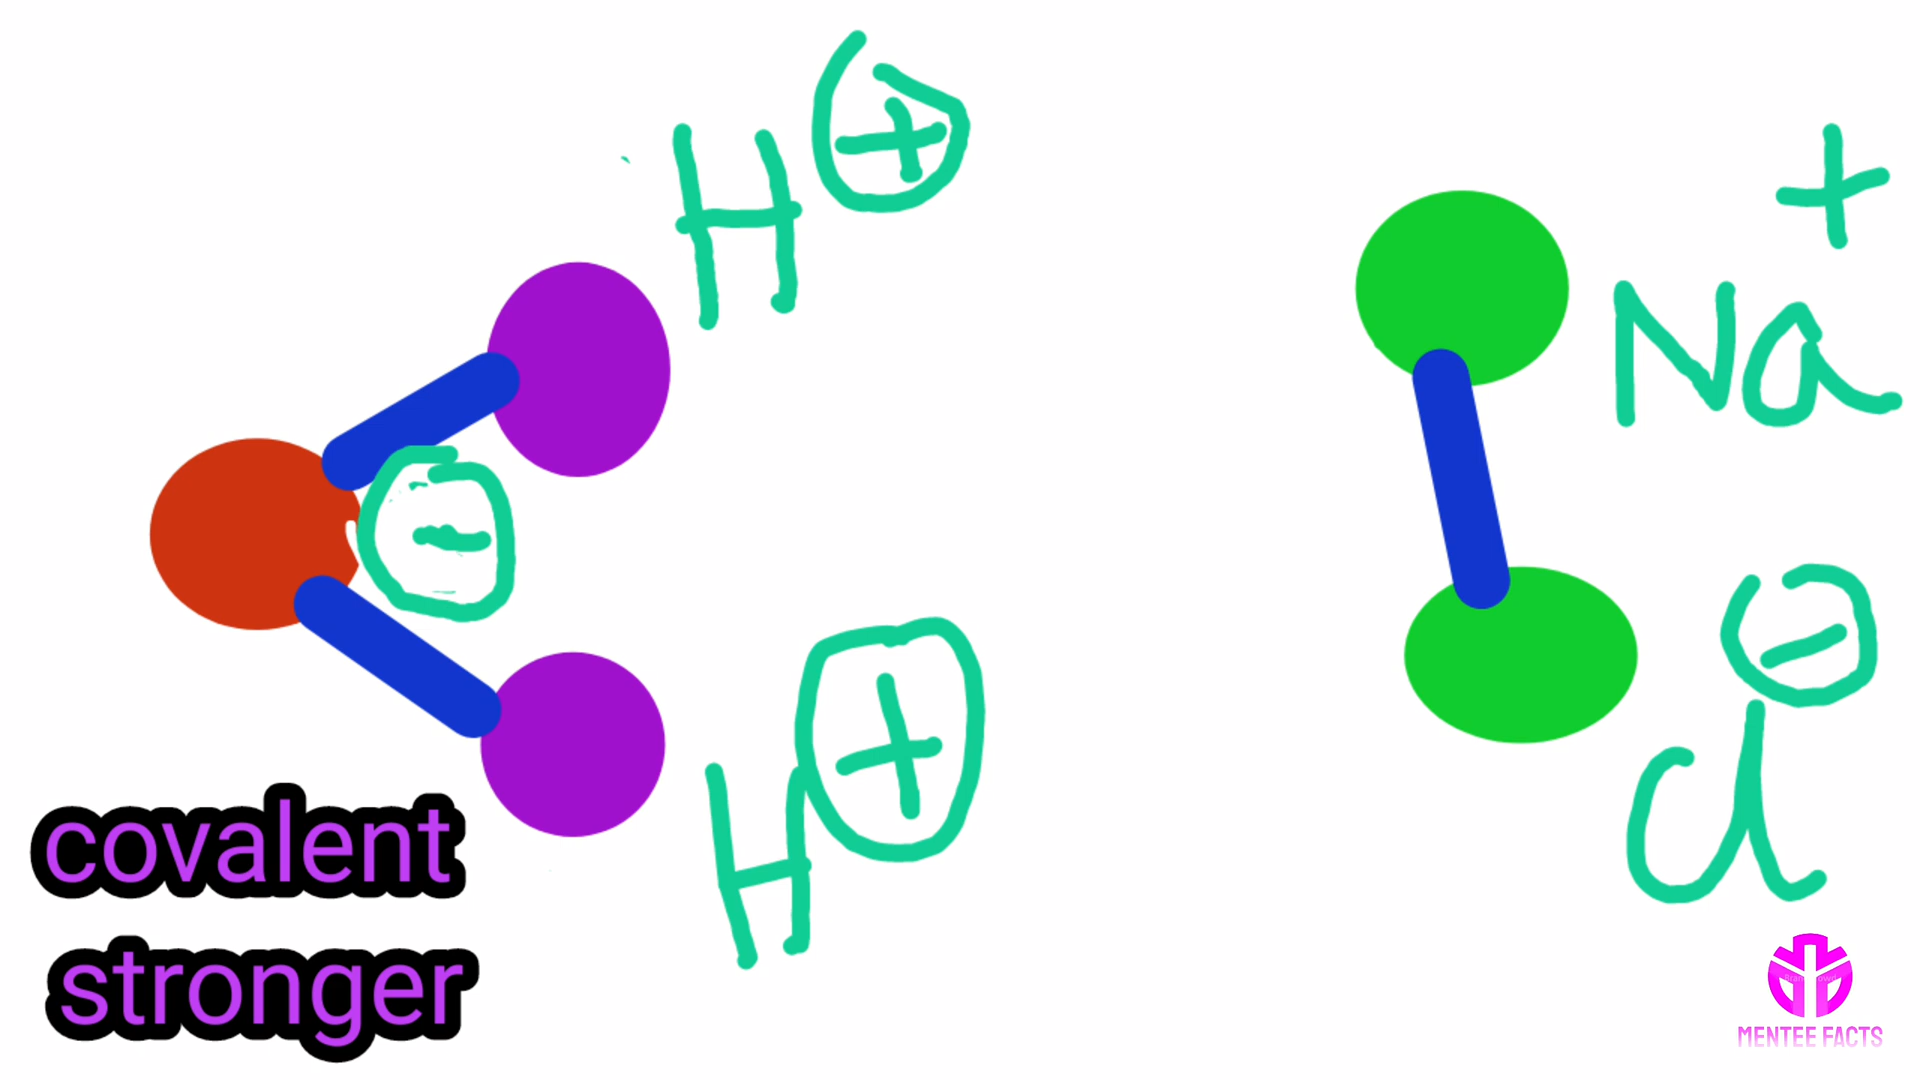 H +
-
H +
covalent
stronger
+
Na
-
Cl
MENTEE FACTS